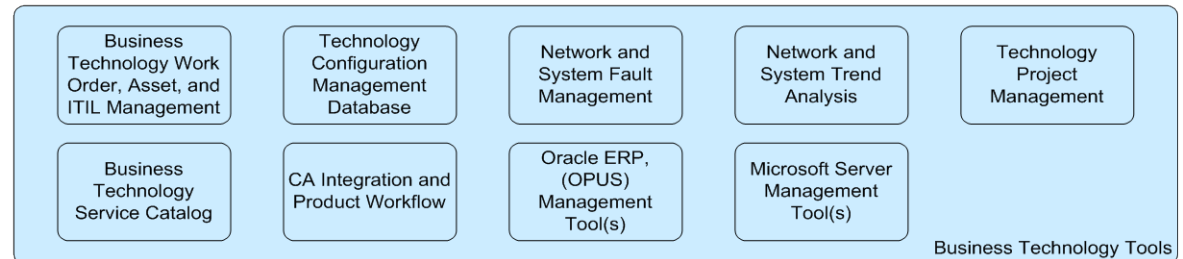 Business
Technology Work
Order, Asset, and
ITIL Management
Technology
Configuration
Management
Database
Network and
System Fault
Management
Network and
System Trend
Analysis
Technology
Project
Management
Business
Technology
Service Catalog
CA Integration and
Product Workflow
Oracle ERP,
(OPUS)
Management
Tool(s)
Microsoft Server
Management
Tool(s)
Business Technology Tools